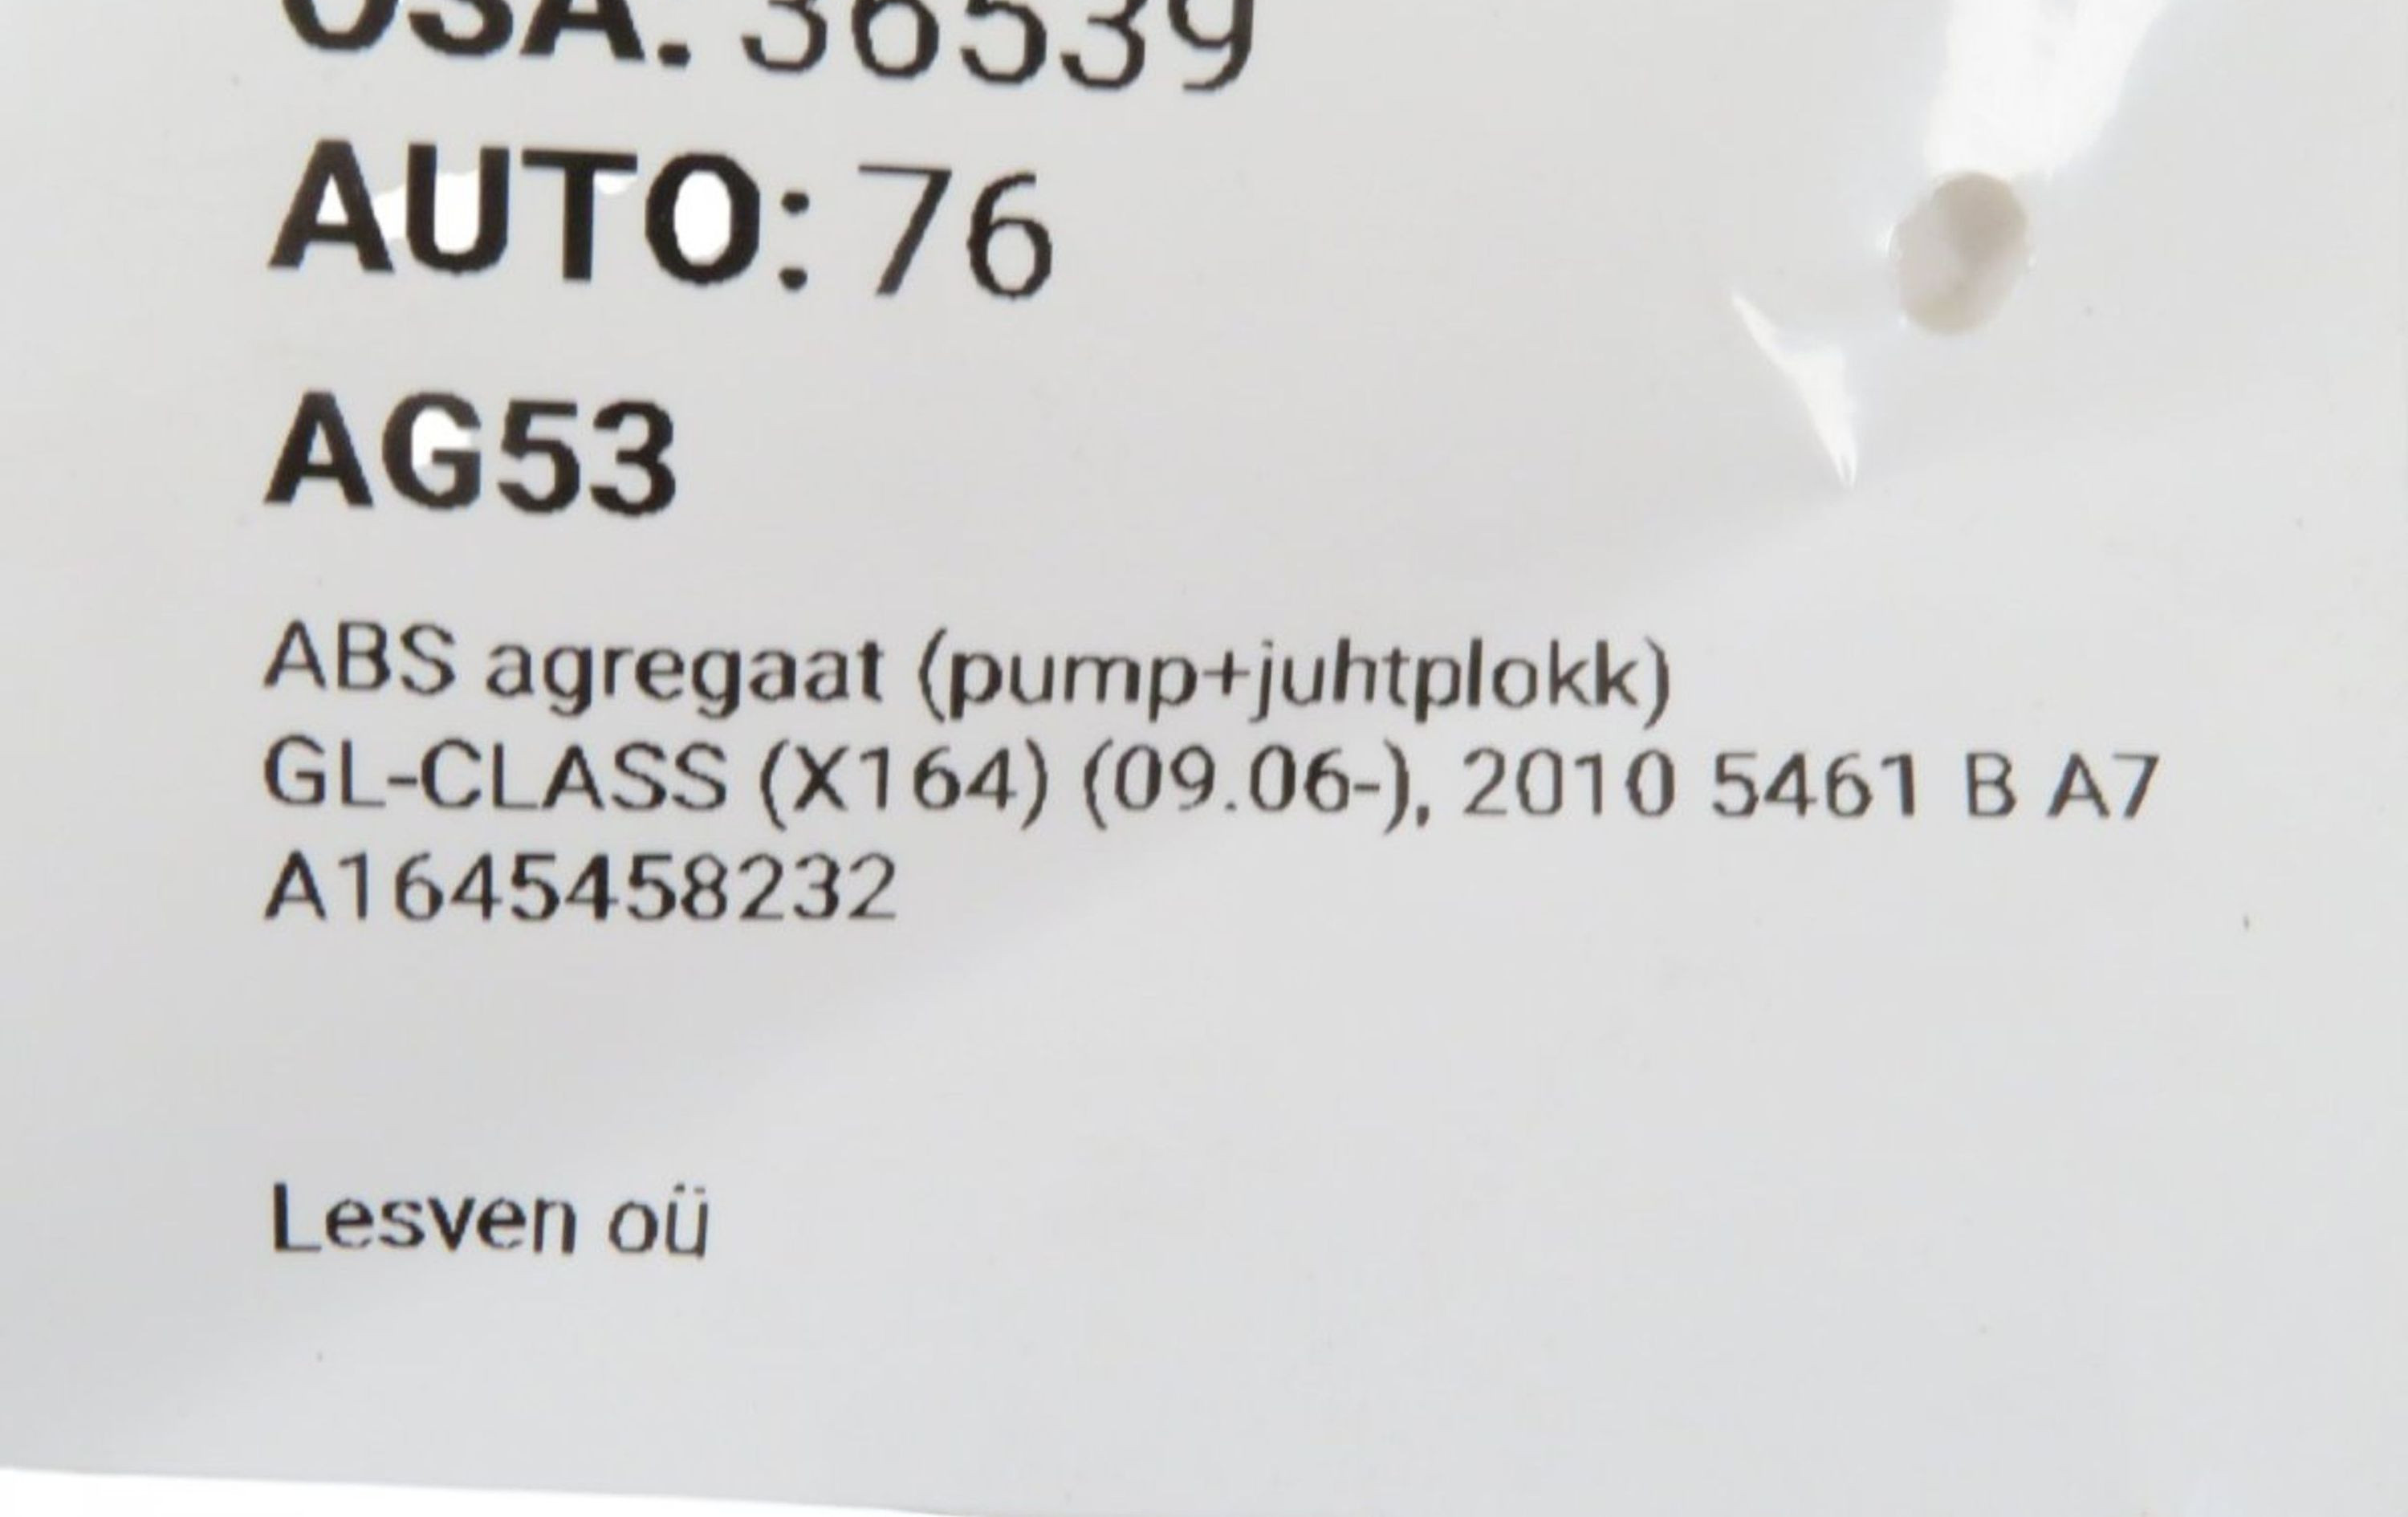 OSA: 36539
AUTO: 76
AG53
ABS agregaat (pump+juhtplokk)
GL-CLASS (X164) (09.06-), 2010 5461 B A7
A1645458232
Lesven oü